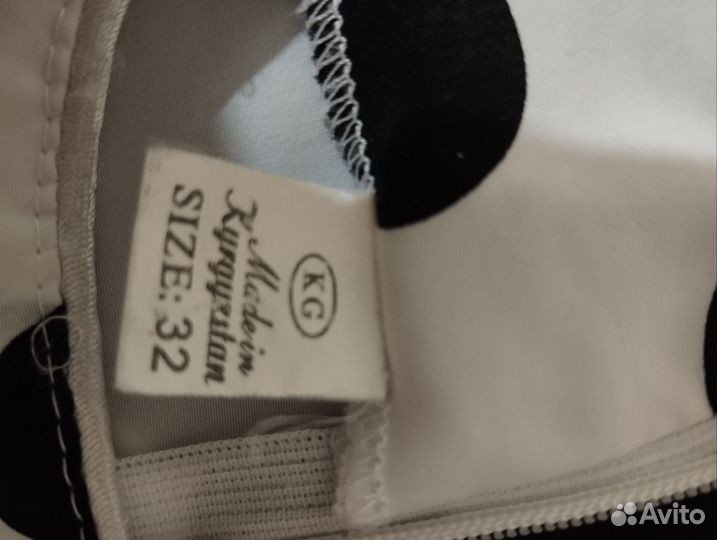 KG
Made in
Kyrgyzstan
SIZE: 32
Avito